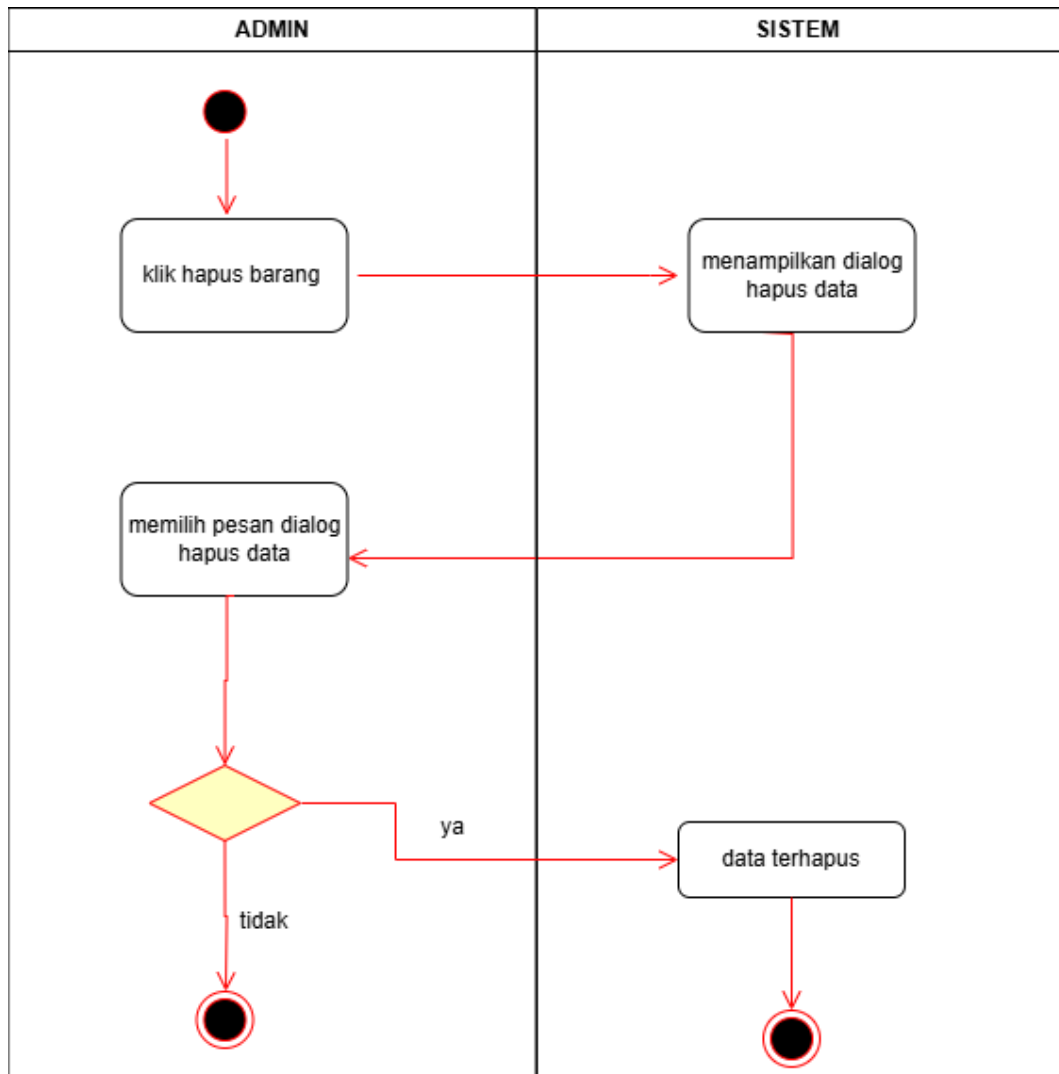 ADMIN
SISTEM
klik hapus barang
menampilkan dialog
hapus data
memilih pesan dialog
hapus data
ya
data terhapus
tidak